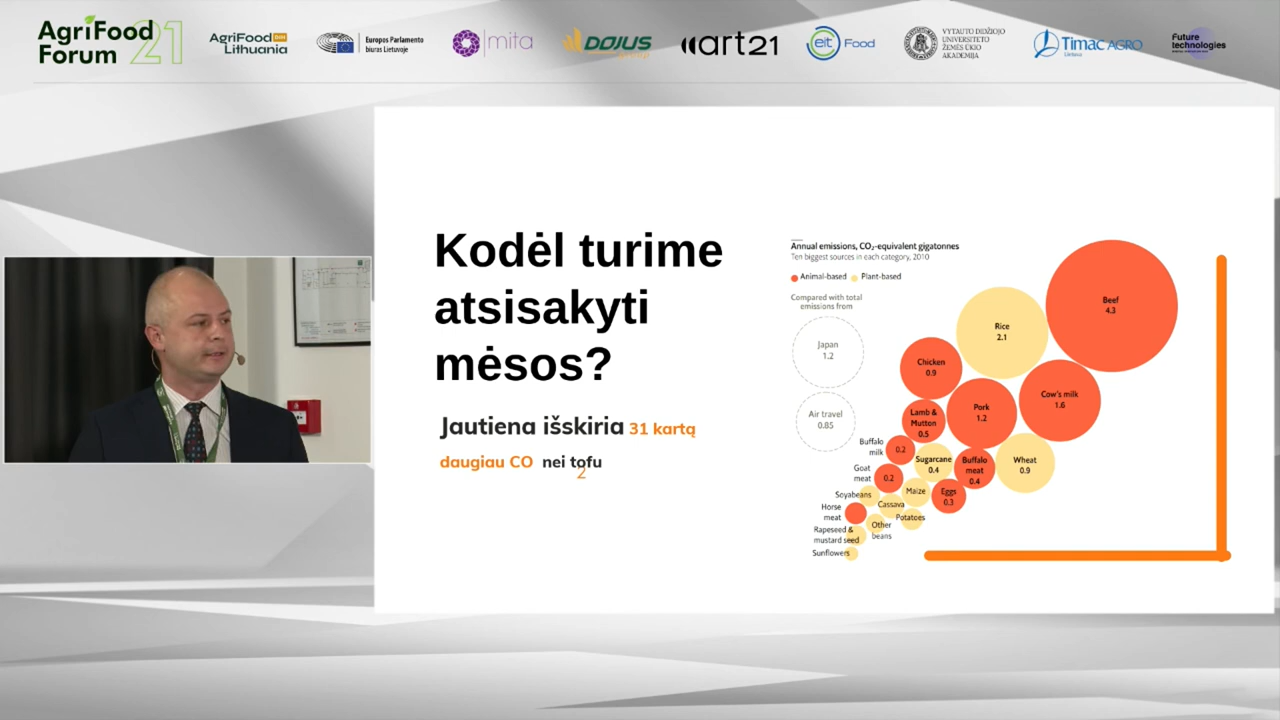 AgriFood
Forum 21
AgriFood
Lithuania
Europos Parlamento
biuras Lietuvoje
mita
DOJUS
art21
eit Food
VYTAUTO DIDŽIOJO
UNIVERSITETO
ŽEMĖS ŪKIO
AKADEMIJA
TIMAC AGRO
Lietuva
Future
technologies
Kodėl turime
atsisakyti
mėsos?
Jautiena išskiria 31 kartą
daugiau CO nei tofu
2
Annual emissions, CO₂-equivalent gigatonnes
Ten biggest sources in each category, 2010
Animal-based Plant-based
Compared with total
emissions from
Japan
1.2
Air travel
0.85
Beef
4.3
Rice
2.1
Chicken
0.9
Cow's milk
1.6
Pork
1.2
Lamb &
Mutton
0.5
Buffalo
milk
0.2
Sugarcane
0.4
Buffalo
meat
0.4
Wheat
0.9
Goat
meat
0.2
Eggs
0.3
Maize
Soyabeans
Cassava
Horse
meat
Potatoes
Other
beans
Rapeseed &
mustard seed
Sunflowers